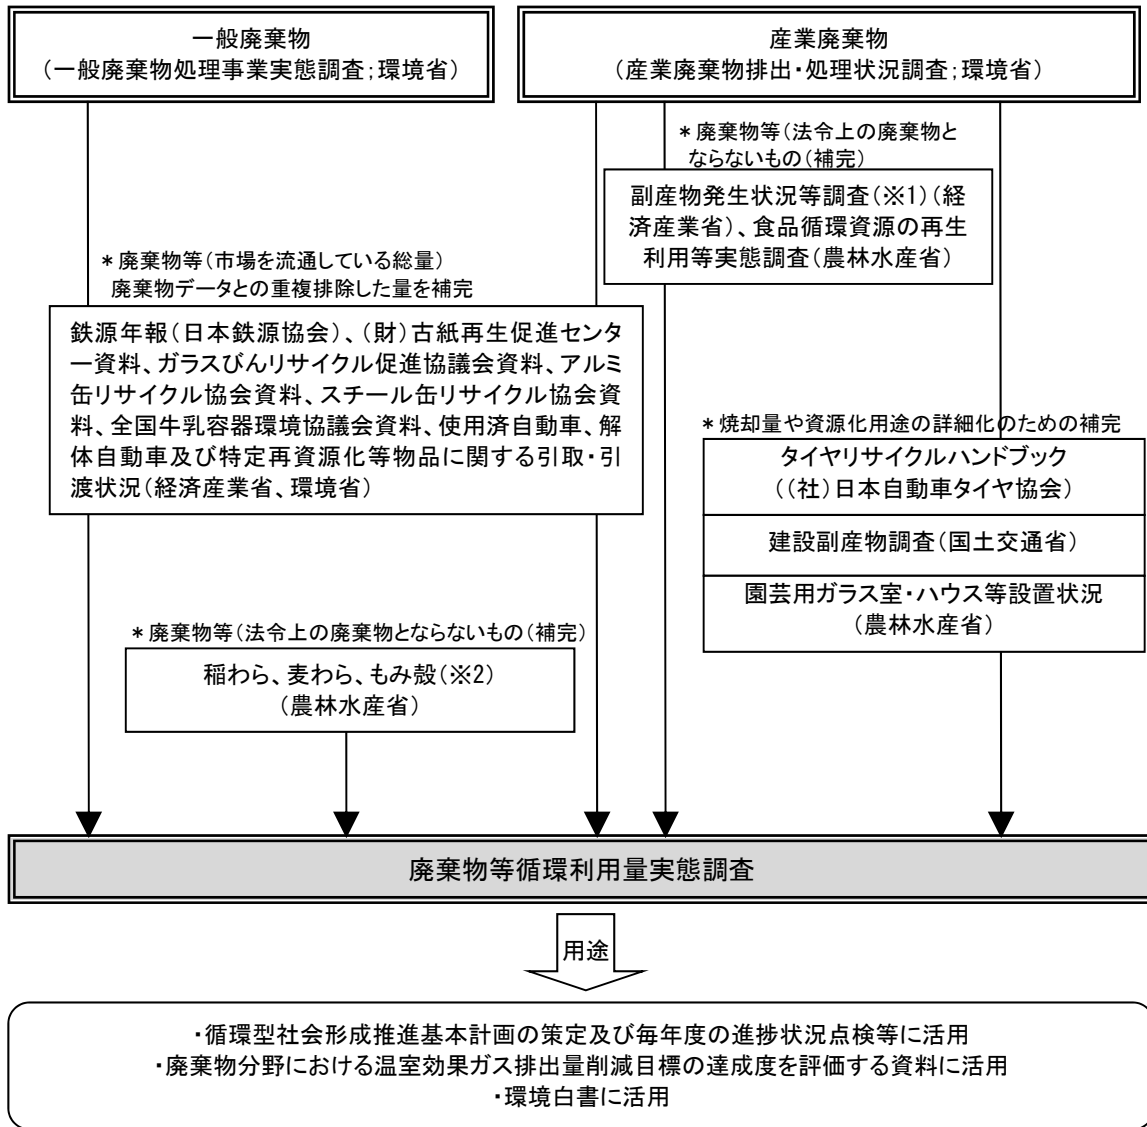 一般廃棄物
（一般廃棄物処理事業実態調査；環境省）
産業廃棄物
（産業廃棄物排出・処理状況調査；環境省）
＊廃棄物等（法令上の廃棄物と
ならないもの（補完）
副産物発生状況等調査（※1）（経
済産業省）、食品循環資源の再生
利用等実態調査（農林水産省）
＊廃棄物等（市場を流通している総量）
廃棄物データとの重複排除した量を補完
鉄源年報（日本鉄源協会）、（財）古紙再生促進センタ
ー資料、ガラスびんリサイクル促進協議会資料、アルミ
缶リサイクル協会資料、スチール缶リサイクル協会資
料、全国牛乳容器環境協議会資料、使用済自動車、解
体自動車及び特定再資源化等物品に関する引取・引
渡状況（経済産業省、環境省）
＊焼却量や資源化用途の詳細化のための補完
タイヤリサイクルハンドブック
（（社）日本自動車タイヤ協会）
建設副産物調査（国土交通省）
園芸用ガラス室・ハウス等設置状況
（農林水産省）
＊廃棄物等（法令上の廃棄物とならないもの（補完）
稲わら、麦わら、もみ殻（※2）
（農林水産省）
廃棄物等循環利用量実態調査
用途
・循環型社会形成推進基本計画の策定及び毎年度の進捗状況点検等に活用
・廃棄物分野における温室効果ガス排出量削減目標の達成度を評価する資料に活用
・環境白書に活用